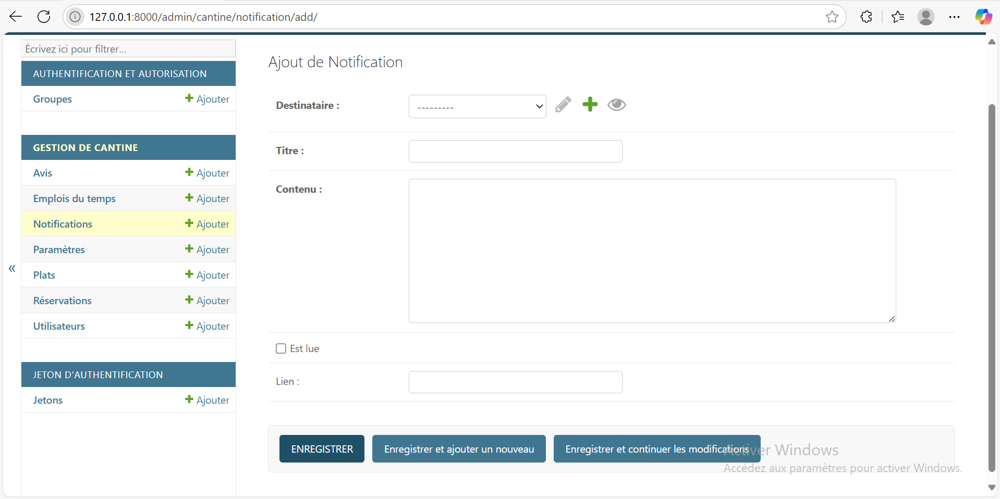 127.0.0.1:8000/admin/cantine/notification/add/
Écrivez ici pour filtrer...
AUTHENTIFICATION ET AUTORISATION
Groupes Ajouter
GESTION DE CANTINE
Avis Ajouter
Emplois du temps Ajouter
Notifications Ajouter
Paramètres Ajouter
Plats Ajouter
Réservations Ajouter
Utilisateurs Ajouter
JETON D'AUTHENTIFICATION
Jetons Ajouter
«
Ajout de Notification
Destinataire : ---------
Titre :
Contenu :
Est lue
Lien :
ENREGISTRER Enregistrer et ajouter un nouveau Enregistrer et continuer les modifications
Activer Windows
Accédez aux paramètres pour activer Windows.